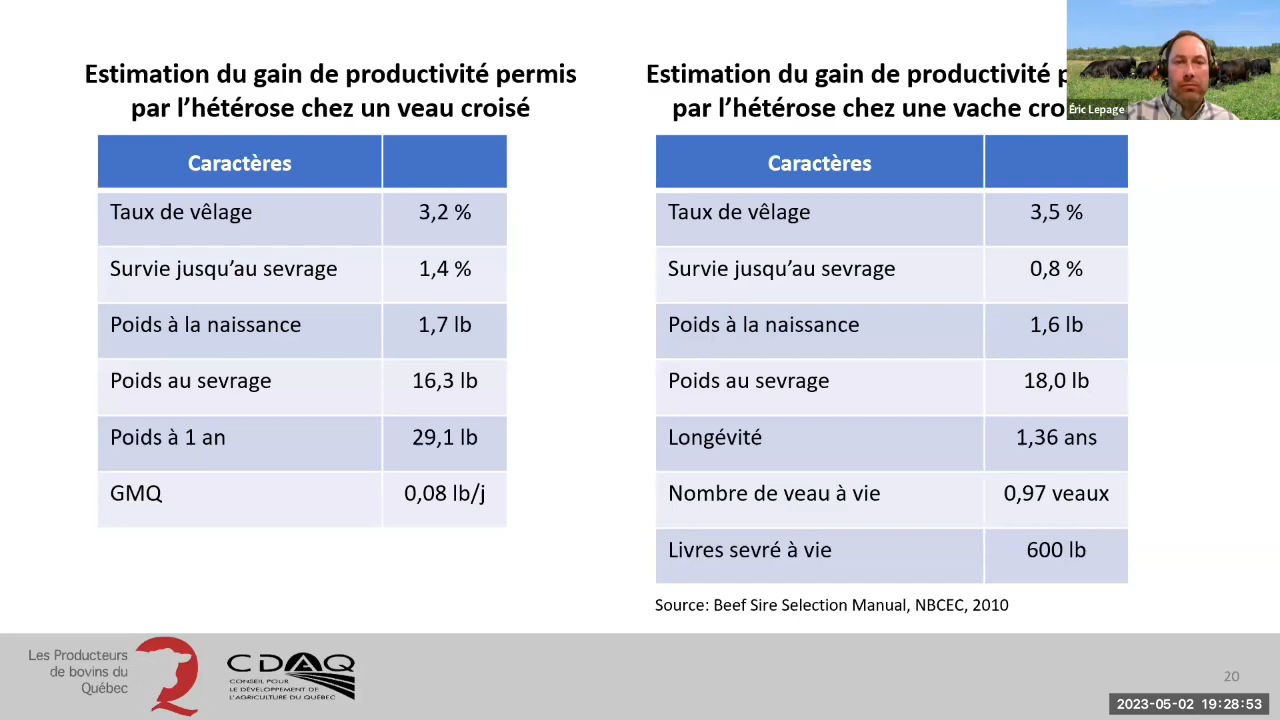 Estimation du gain de productivité permis
par l’hétérose chez un veau croisé
Caractères
Taux de vêlage 3,2 %
Survie jusqu’au sevrage 1,4 %
Poids à la naissance 1,7 lb
Poids au sevrage 16,3 lb
Poids à 1 an 29,1 lb
GMQ 0,08 lb/j
Estimation du gain de productivité
par l’hétérose chez une vache
Caractères
Taux de vêlage 3,5 %
Survie jusqu’au sevrage 0,8 %
Poids à la naissance 1,6 lb
Poids au sevrage 18,0 lb
Longévité 1,36 ans
Nombre de veau à vie 0,97 veaux
Livres sevré à vie 600 lb
Source: Beef Sire Selection Manual, NBCEC, 2010
Éric Lepage
Les Producteurs
de bovins du
Québec
CDAQ
CONSEIL POUR
LE DÉVELOPPEMENT DE
L’AGRICULTURE DU QUÉBEC
20
2023-05-02 19:28:53